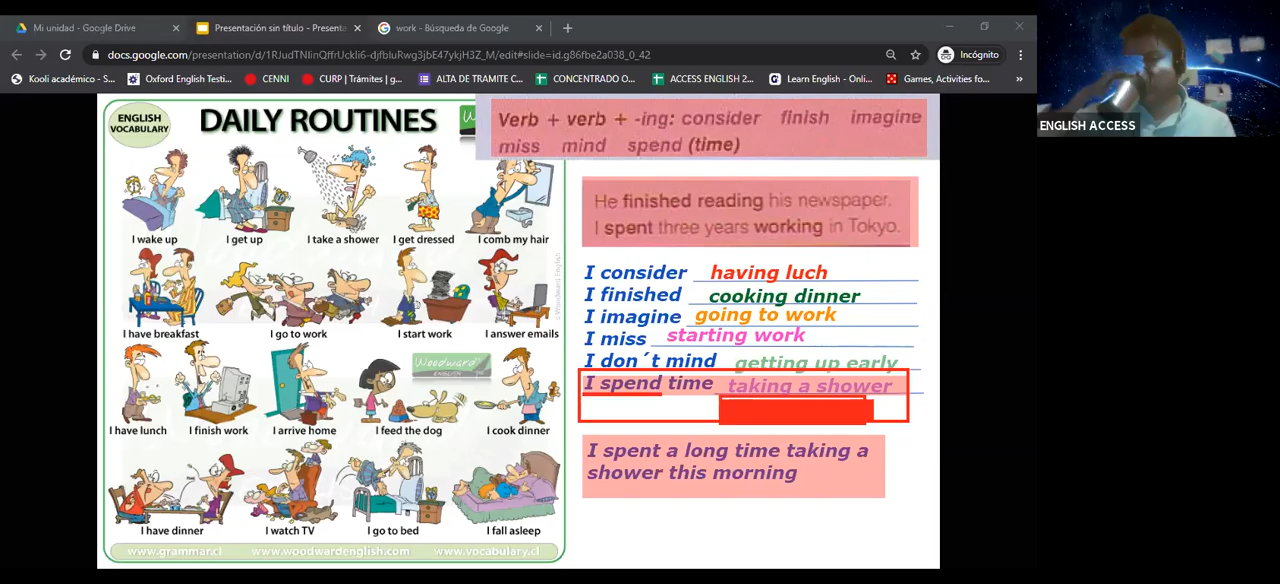 Mi unidad - Google Drive
Presentación sin título - Presenta
work - Búsqueda de Google
docs.google.com/presentation/d/1RJudTNlinQffrUckli6-djfbIuRwg3jbE47ykjH3Z_M/edit#slide=id.g86fbe2a038_0_42
Incógnito
Kooli académico - S...
Oxford English Testi...
CENNI
CURP | Trámites | g...
ALTA DE TRAMITE C...
CONCENTRADO O...
ACCESS ENGLISH 2...
Learn English - Onli...
Games, Activities fo...
ENGLISH ACCESS
ENGLISH
VOCABULARY
DAILY ROUTINES
I wake up
I get up
I take a shower
I get dressed
I comb my hair
I have breakfast
I go to work
I start work
I answer emails
Woodward
ENGLISH
I have lunch
I finish work
I arrive home
I feed the dog
I cook dinner
I have dinner
I watch TV
I go to bed
I fall asleep
www.grammar.cl www.woodwardenglish.com www.vocabulary.cl
Verb + verb + -ing: consider finish imagine
miss mind spend (time)
He finished reading his newspaper.
I spent three years working in Tokyo.
I consider having luch
I finished cooking dinner
I imagine going to work
I miss starting work
I don´t mind getting up early
I spend time taking a shower
I spent a long time taking a
shower this morning